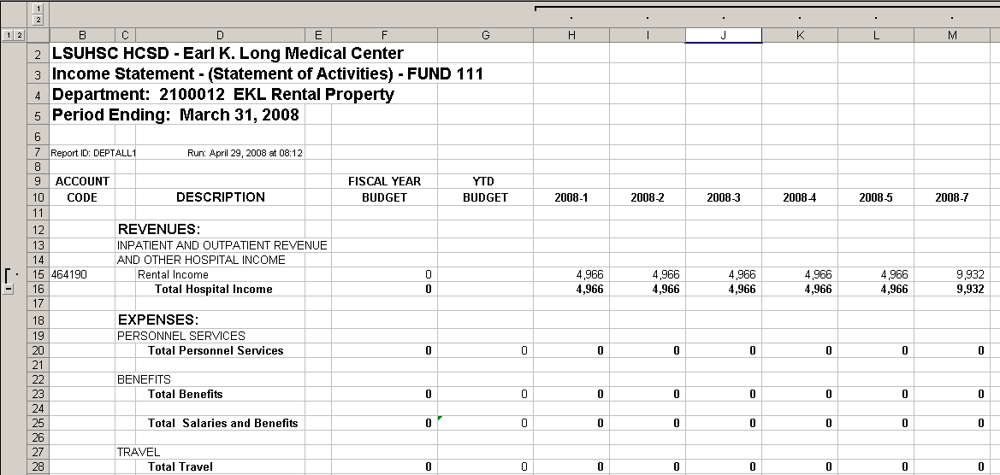 1
2
1 2 B C D E F G H I J K L M
2 LSUHSC HCSD - Earl K. Long Medical Center
3 Income Statement - (Statement of Activities) - FUND 111
4 Department: 2100012 EKL Rental Property
5 Period Ending: March 31, 2008
6
7 Report ID: DEPTALL1 Run: April 29, 2008 at 08:12
8
9 ACCOUNT FISCAL YEAR YTD
10 CODE DESCRIPTION BUDGET BUDGET 2008-1 2008-2 2008-3 2008-4 2008-5 2008-7
11
12 REVENUES:
13 INPATIENT AND OUTPATIENT REVENUE
14 AND OTHER HOSPITAL INCOME
15 464190 Rental Income 0 4,966 4,966 4,966 4,966 4,966 9,932
16 Total Hospital Income 0 4,966 4,966 4,966 4,966 4,966 9,932
17
18 EXPENSES:
19 PERSONNEL SERVICES
20 Total Personnel Services 0 0 0 0 0 0 0 0
21
22 BENEFITS
23 Total Benefits 0 0 0 0 0 0 0 0
24
25 Total Salaries and Benefits 0 0 0 0 0 0 0 0
26
27 TRAVEL
28 Total Travel 0 0 0 0 0 0 0 0